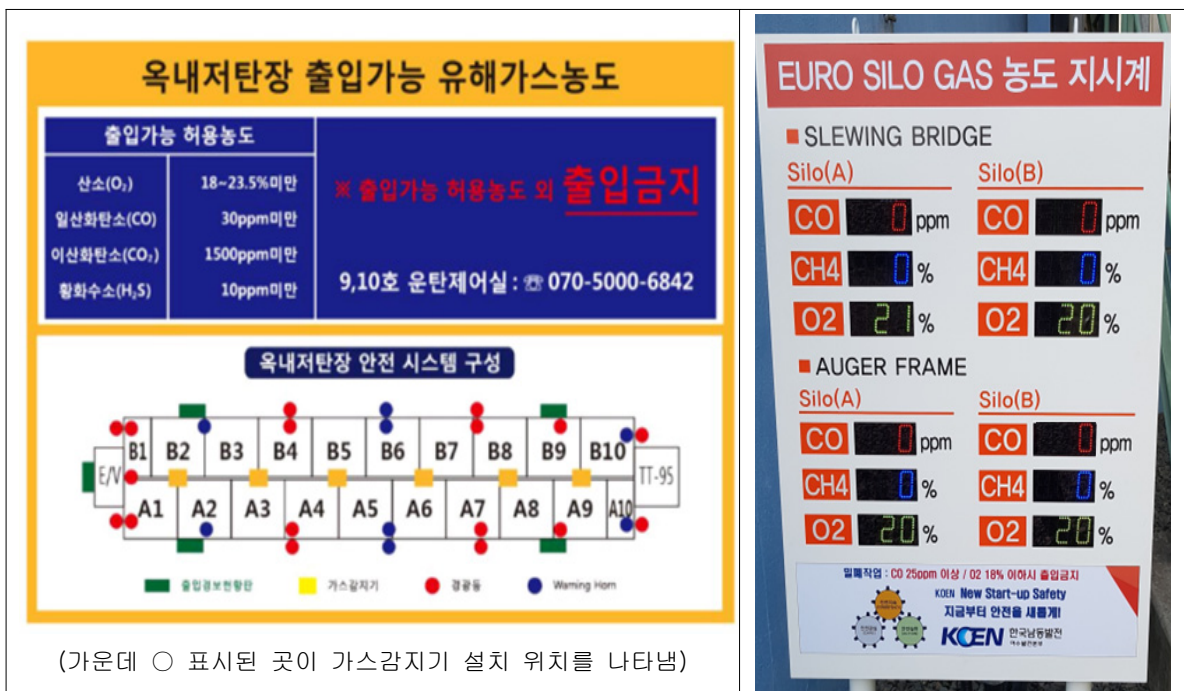 옥내저탄장 출입가능 유해가스농도
출입가능 허용농도
산소(O₂) 18~23.5%미만
일산화탄소(CO) 30ppm미만
이산화탄소(CO₂) 1500ppm미만
황화수소(H₂S) 10ppm미만
※ 출입가능 허용농도 외 출입금지
9,10호 운탄제어실 : ☏ 070-5000-6842
옥내저탄장 안전 시스템 구성
B1 B2 B3 B4 B5 B6 B7 B8 B9 B10
E/V TT-95
A1 A2 A3 A4 A5 A6 A7 A8 A9 A10
출입경보현황판 가스감지기 경광등 Warning Horn
(가운데 ○ 표시된 곳이 가스감지기 설치 위치를 나타냄)
EURO SILO GAS 농도 지시계
■ SLEWING BRIDGE
Silo(A) Silo(B)
CO 0 ppm CO 0 ppm
CH4 0 % CH4 0 %
O2 21 % O2 20 %
■ AUGER FRAME
Silo(A) Silo(B)
CO 0 ppm CO 0 ppm
CH4 0 % CH4 0 %
O2 20 % O2 20 %
밀폐작업 : CO 25ppm 이상 / O2 18% 이하시 출입금지
KOEN New Start-up Safety
지금부터 안전을 새롭게!
KOEN 한국남동발전